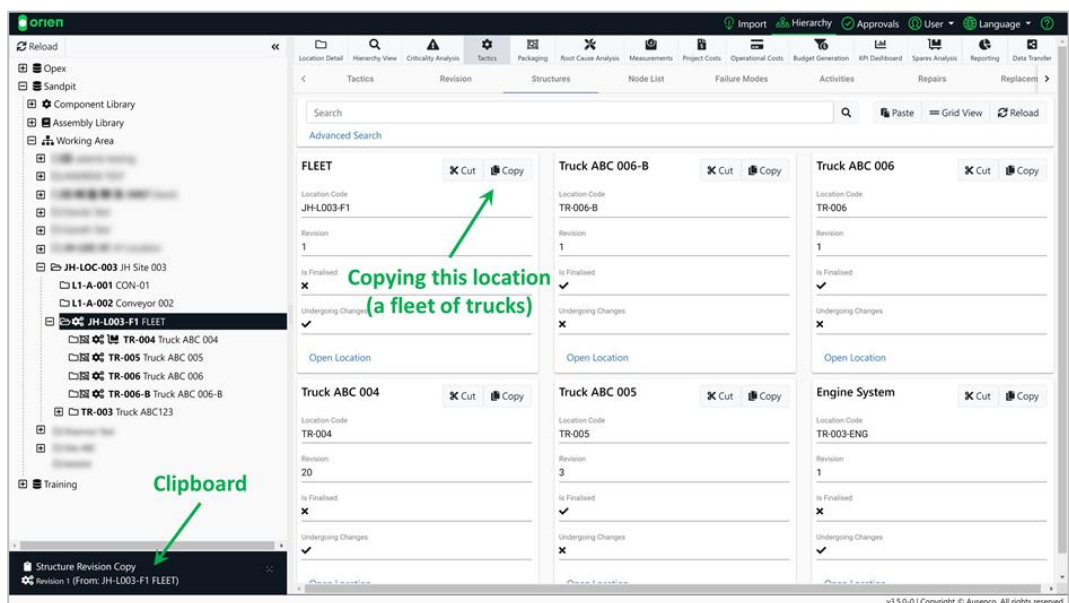 orien
Import Hierarchy Approvals User Language
Reload
Location Detail Hierarchy View Criticality Analysis Tactics Packaging Root Cause Analysis Measurements Project Costs Operational Costs Budget Generation KPI Dashboard Spares Analysis Reporting Data Transfer
Tactics Revision Structures Node List Failure Modes Activities Repairs Replacem
Opex
Sandpit
Component Library
Assembly Library
Working Area
JH-LOC-003 JH Site 003
L1-A-001 CON-01
L1-A-002 Conveyor 002
JH-L003-F1 FLEET
TR-004 Truck ABC 004
TR-005 Truck ABC 005
TR-006 Truck ABC 006
TR-006-B Truck ABC 006-B
TR-003 Truck ABC123
Training
Clipboard
Structure Revision Copy
Revision 1 (From: JH-L003-F1 FLEET)
Search
Paste Grid View Reload
Advanced Search
FLEET Cut Copy
Location Code
JH-L003-F1
Revision
1
Is Finalised
Undergoing Changes
Open Location
Copying this location
(a fleet of trucks)
Truck ABC 006-B Cut Copy
Location Code
TR-006-B
Revision
1
Is Finalised
Undergoing Changes
Open Location
Truck ABC 006 Cut Copy
Location Code
TR-006
Revision
1
Is Finalised
Undergoing Changes
Open Location
Truck ABC 004 Cut Copy
Location Code
TR-004
Revision
20
Is Finalised
Undergoing Changes
Open Location
Truck ABC 005 Cut Copy
Location Code
TR-005
Revision
3
Is Finalised
Undergoing Changes
Open Location
Engine System Cut Copy
Location Code
TR-003-ENG
Revision
1
Is Finalised
Undergoing Changes
Open Location
v3.5.0-0 | Copyright © Ausenco. All rights reserved